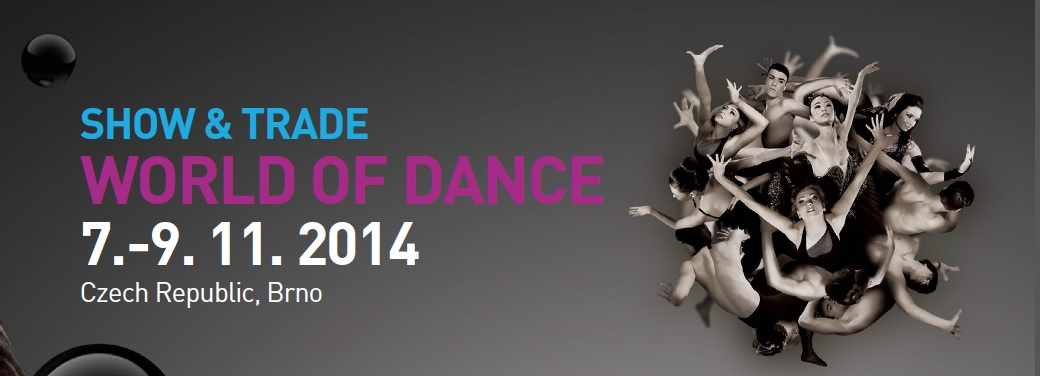 SHOW & TRADE
WORLD OF DANCE
7.-9. 11. 2014
Czech Republic, Brno